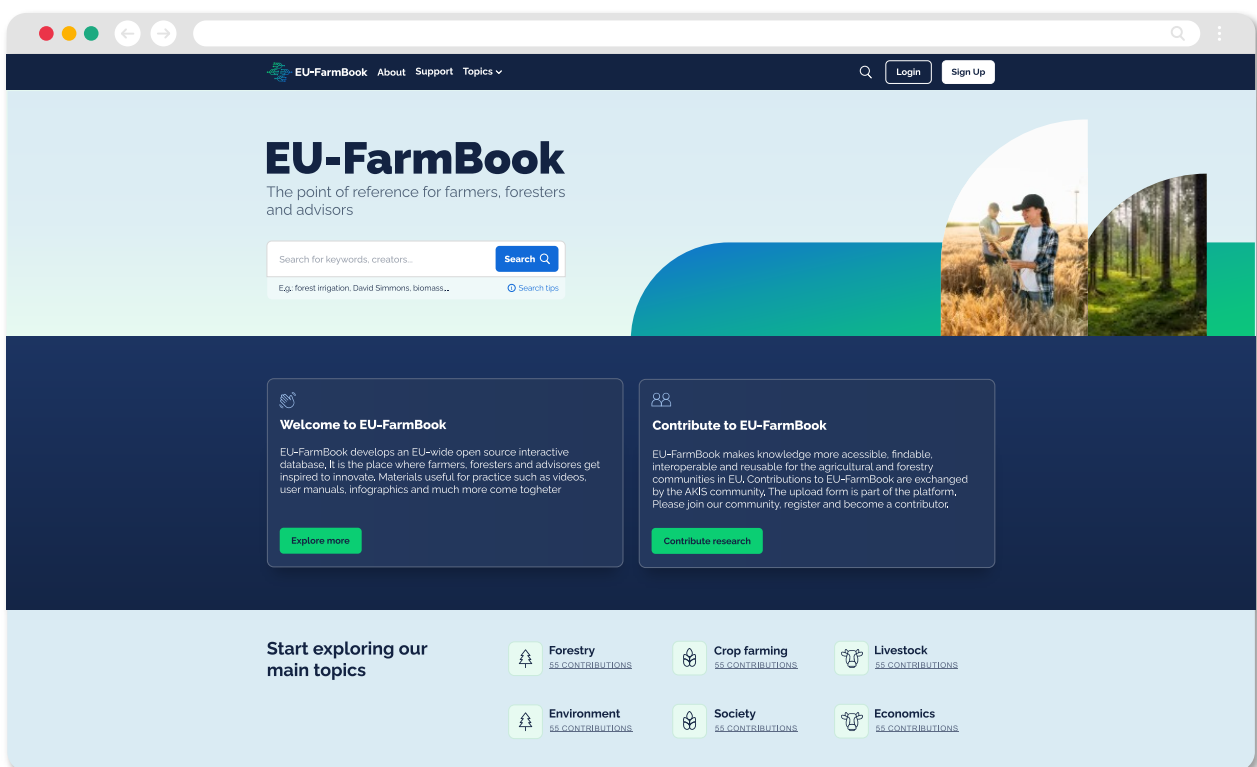 EU-FarmBook About Support Topics Login Sign Up
EU-FarmBook
The point of reference for farmers, foresters
and advisors
Search for keywords, creators... Search
E.g.: forest irrigation, David Simmons, biomass... Search tips
Welcome to EU-FarmBook
EU-FarmBook develops an EU-wide open source interactive
database. It is the place where farmers, foresters and advisores get
inspired to innovate. Materials useful for practice such as videos,
user manuals, infographics and much more come togheter
Explore more
Contribute to EU-FarmBook
EU-FarmBook makes knowledge more acessible, findable,
interoperable and reusable for the agricultural and forestry
communities in EU. Contributions to EU-FarmBook are exchanged
by the AKIS community. The upload form is part of the platform.
Please join our community, register and become a contributor.
Contribute research
Start exploring our
main topics
Forestry
55 CONTRIBUTIONS
Crop farming
55 CONTRIBUTIONS
Livestock
55 CONTRIBUTIONS
Environment
55 CONTRIBUTIONS
Society
55 CONTRIBUTIONS
Economics
55 CONTRIBUTIONS